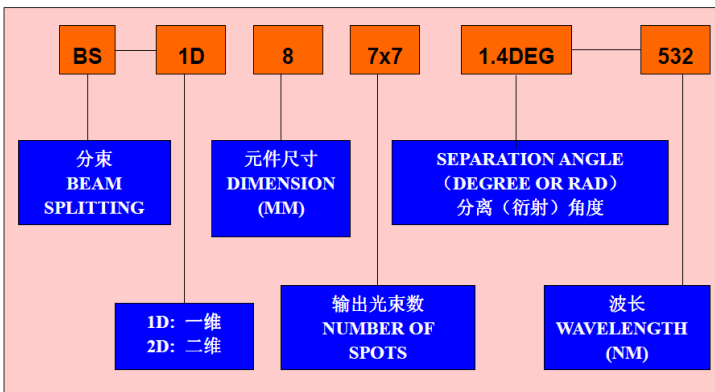 BS 1D 8 7x7 1.4DEG 532
分束
BEAM
SPLITTING
元件尺寸
DIMENSION
(MM)
SEPARATION ANGLE
（DEGREE OR RAD）
分离（衍射）角度
1D: 一维
2D: 二维
输出光束数
NUMBER OF
SPOTS
波长
WAVELENGTH
(NM)